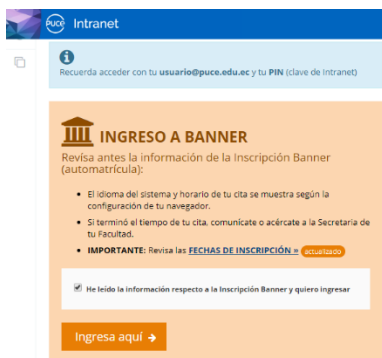 PUCE Intranet
Recuerda acceder con tu usuario@puce.edu.ec y tu PIN (clave de Intranet)
INGRESO A BANNER
Revisa antes la información de la Inscripción Banner
(automatrícula):
• El idioma del sistema y horario de tu cita se muestra según la
configuración de tu navegador.
• Si terminó el tiempo de tu cita, comunícate o acércate a la Secretaria de
tu Facultad.
• IMPORTANTE: Revisa las FECHAS DE INSCRIPCIÓN » actualizado
He leído la información respecto a la Inscripción Banner y quiero ingresar
Ingresa aquí →